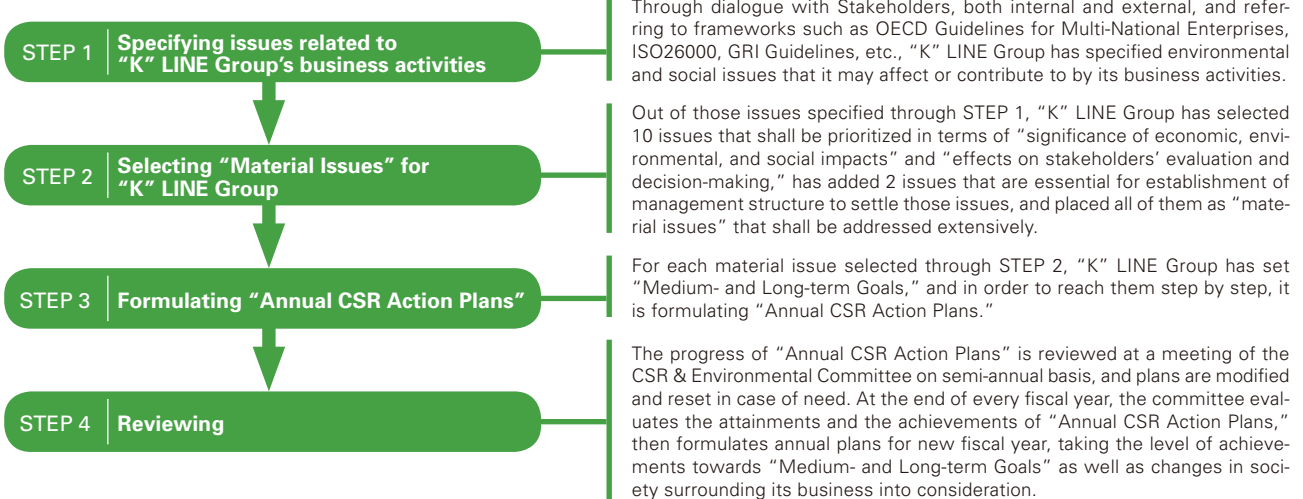 Through dialogue with Stakeholders, both internal and external, and refer-
ring to frameworks such as OECD Guidelines for Multi-National Enterprises,
ISO26000, GRI Guidelines, etc., “K” LINE Group has specified environmental
and social issues that it may affect or contribute to by its business activities.
STEP 1
Specifying issues related to
“K” LINE Group’s business activities
Out of those issues specified through STEP 1, “K” LINE Group has selected
10 issues that shall be prioritized in terms of “significance of economic, envi-
ronmental, and social impacts” and “effects on stakeholders’ evaluation and
decision-making,” has added 2 issues that are essential for establishment of
management structure to settle those issues, and placed all of them as “mate-
rial issues” that shall be addressed extensively.
STEP 2
Selecting “Material Issues” for
“K” LINE Group
For each material issue selected through STEP 2, “K” LINE Group has set
“Medium- and Long-term Goals,” and in order to reach them step by step, it
is formulating “Annual CSR Action Plans.”
STEP 3
Formulating “Annual CSR Action Plans”
The progress of “Annual CSR Action Plans” is reviewed at a meeting of the
CSR & Environmental Committee on semi-annual basis, and plans are modified
and reset in case of need. At the end of every fiscal year, the committee eval-
uates the attainments and the achievements of “Annual CSR Action Plans,”
then formulates annual plans for new fiscal year, taking the level of achieve-
ments towards “Medium- and Long-term Goals” as well as changes in soci-
ety surrounding its business into consideration.
STEP 4
Reviewing